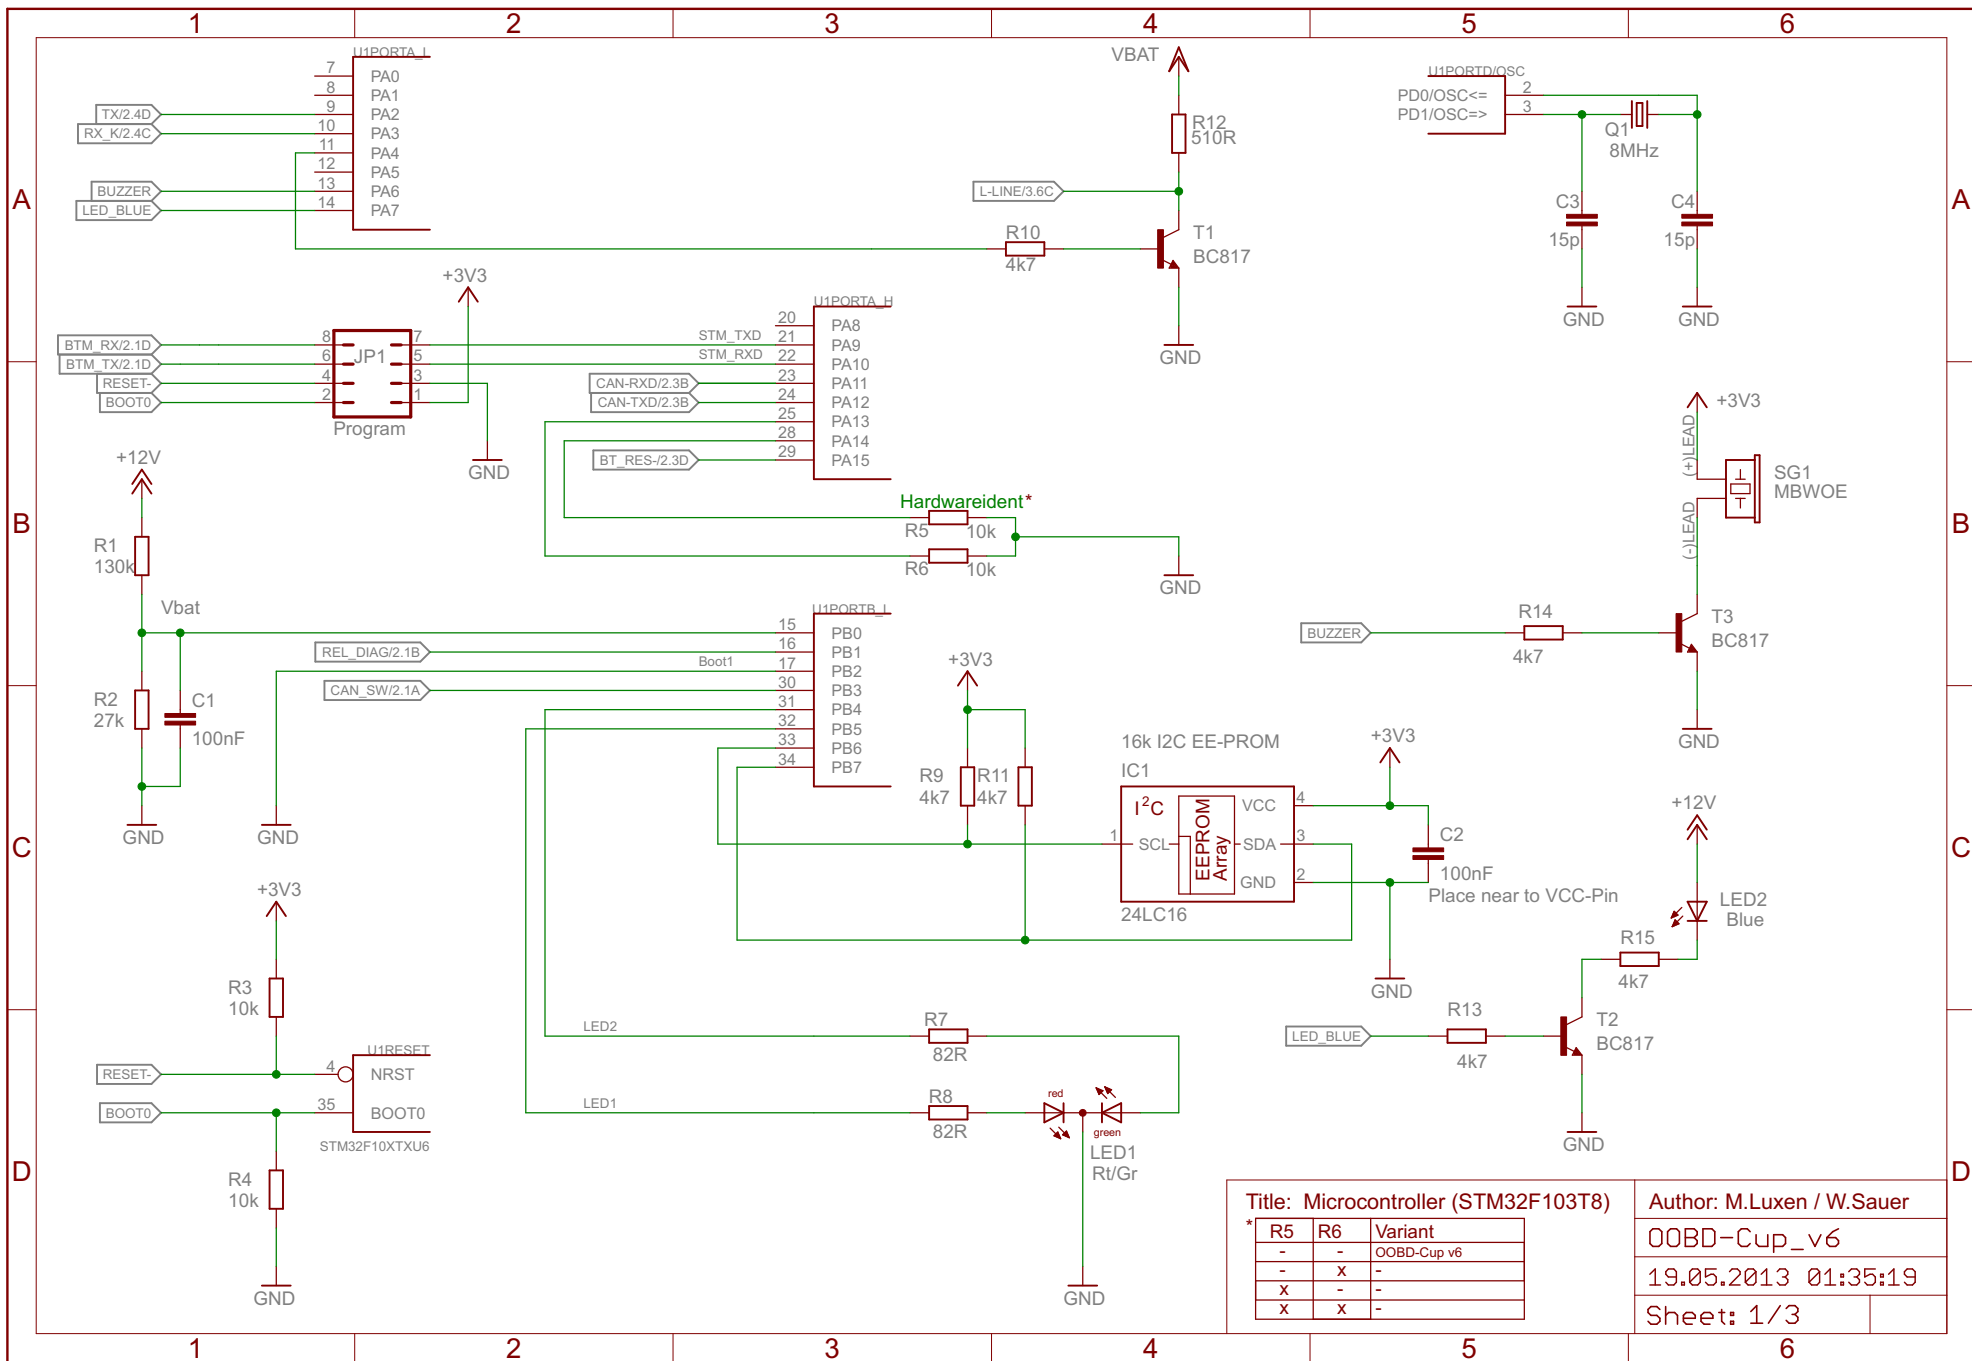 1 2 3 4 5 6
A A
B B
C C
D D
U1PORTA_L
7 PA0
8 PA1
TX/2.4D 9 PA2
RX_K/2.4C 10 PA3
11 PA4
12 PA5
BUZZER 13 PA6
LED_BLUE 14 PA7
VBAT
R12
510R
L-LINE/3.6C
R10
4k7
T1
BC817
GND
U1PORTD/OSC
PD0/OSC<= 2
PD1/OSC=> 3
Q1
8MHz
C3
15p
C4
15p
GND
GND
+3V3
BTM_RX/2.1D 8 7
BTM_TX/2.1D 6 5
RESET- 4 3
BOOT0 2 1
JP1
Program
GND
U1PORTA_H
20 PA8
STM_TXD 21 PA9
STM_RXD 22 PA10
CAN-RXD/2.3B 23 PA11
CAN-TXD/2.3B 24 PA12
25 PA13
28 PA14
BT_RES-/2.3D 29 PA15
Hardwareident*
R5 10k
R6 10k
GND
+3V3
(+)LEAD
(-)LEAD
SG1
MBWOE
BUZZER
R14
4k7
T3
BC817
GND
+12V
R1
130k
Vbat
R2
27k
C1
100nF
GND
GND
U1PORTB_L
15 PB0
REL_DIAG/2.1B 16 PB1
Boot1 17 PB2
CAN_SW/2.1A 30 PB3
31 PB4
32 PB5
33 PB6
34 PB7
+3V3
R9
4k7
R11
4k7
16k I2C EE-PROM
IC1
I2C
EEPROM
Array
VCC 4
1 SCL
SDA 3
GND 2
24LC16
+3V3
C2
100nF
Place near to VCC-Pin
GND
+12V
LED2
Blue
R15
4k7
LED_BLUE
R13
4k7
T2
BC817
GND
+3V3
R3
10k
U1RESET
RESET- 4 NRST
BOOT0 35 BOOT0
STM32F10XTXU6
R4
10k
GND
LED2
R7
82R
LED1
R8
82R
red
green
LED1
Rt/Gr
GND
Title: Microcontroller (STM32F103T8)
* R5 R6 Variant
- - OOBD-Cup v6
- x -
x - -
x x -
Author: M.Luxen / W.Sauer
OOBD-Cup_v6
19.05.2013 01:35:19
Sheet: 1/3
1 2 3 4 5 6